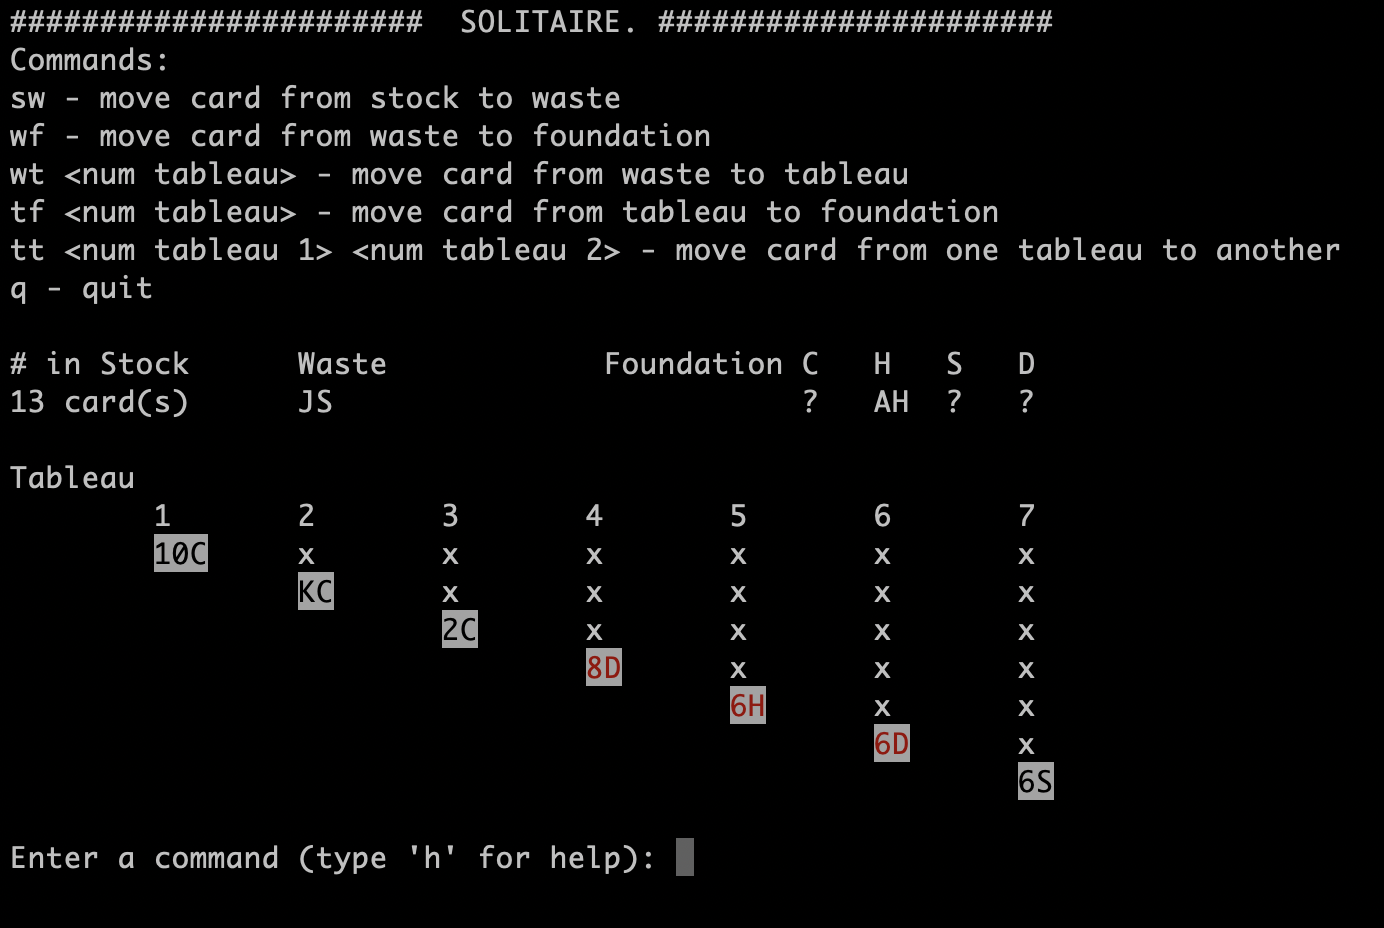 #######################  SOLITAIRE. ######################
Commands:
sw - move card from stock to waste
wf - move card from waste to foundation
wt <num tableau> - move card from waste to tableau
tf <num tableau> - move card from tableau to foundation
tt <num tableau 1> <num tableau 2> - move card from one tableau to another
q - quit
# in Stock      Waste            Foundation C   H   S   D
13 card(s)      JS                          ?   AH  ?   ?
Tableau
        1       2       3       4       5       6       7
        10C     x       x       x       x       x       x
                KC      x       x       x       x       x
                        2C      x       x       x       x
                                8D      x       x       x
                                        6H      x       x
                                                6D      x
                                                        6S
Enter a command (type 'h' for help):